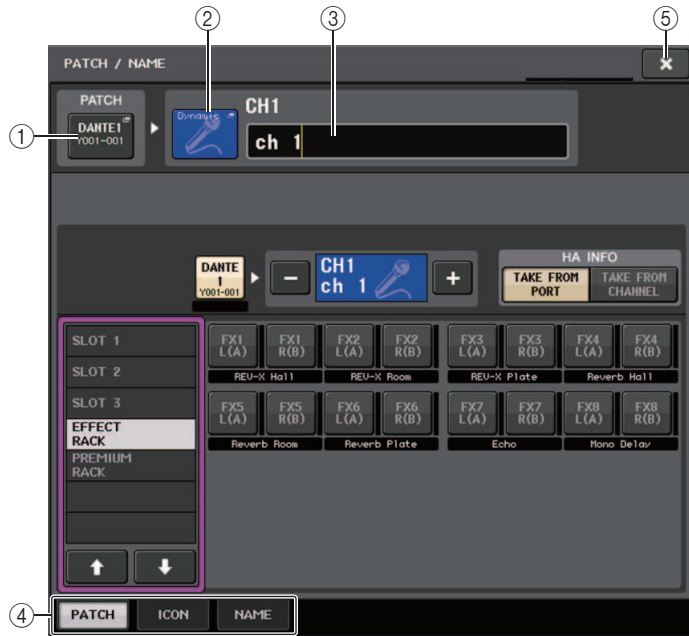 ② ③ ⑤
PATCH / NAME
PATCH
DANTE1
Y001-001
①
Dynamic
CH1
ch 1
DANTE
1
Y001-001
CH1
ch 1
HA INFO
TAKE FROM
PORT
TAKE FROM
CHANNEL
SLOT 1
SLOT 2
SLOT 3
EFFECT
RACK
PREMIUM
RACK
FX1
L(A)
FX1
R(B)
FX2
L(A)
FX2
R(B)
FX3
L(A)
FX3
R(B)
FX4
L(A)
FX4
R(B)
REV-X Hall
REV-X Room
REV-X Plate
Reverb Hall
FX5
L(A)
FX5
R(B)
FX6
L(A)
FX6
R(B)
FX7
L(A)
FX7
R(B)
FX8
L(A)
FX8
R(B)
Reverb Room
Reverb Plate
Echo
Mono Delay
④
PATCH
ICON
NAME